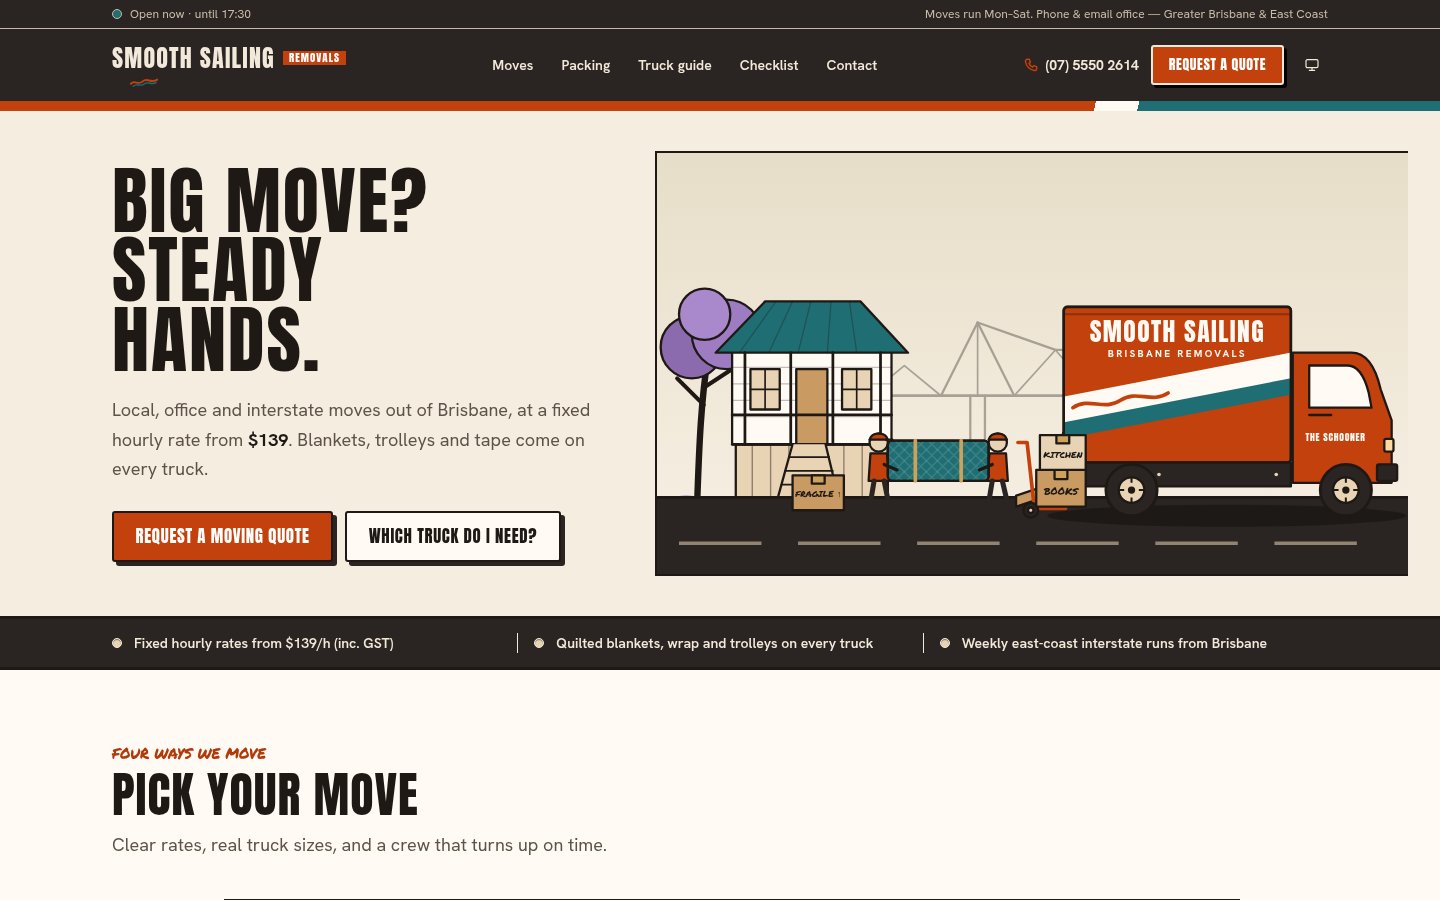 Open now · until 17:30
Moves run Mon–Sat. Phone & email office — Greater Brisbane & East Coast
SMOOTH SAILING REMOVALS
Moves
Packing
Truck guide
Checklist
Contact
(07) 5550 2614
REQUEST A QUOTE
BIG MOVE?
STEADY
HANDS.
Local, office and interstate moves out of Brisbane, at a fixed
hourly rate from $139. Blankets, trolleys and tape come on
every truck.
REQUEST A MOVING QUOTE
WHICH TRUCK DO I NEED?
SMOOTH SAILING
BRISBANE REMOVALS
THE SCHOONER
KITCHEN
BOOKS
FRAGILE ↑
Fixed hourly rates from $139/h (inc. GST)
Quilted blankets, wrap and trolleys on every truck
Weekly east-coast interstate runs from Brisbane
FOUR WAYS WE MOVE
PICK YOUR MOVE
Clear rates, real truck sizes, and a crew that turns up on time.